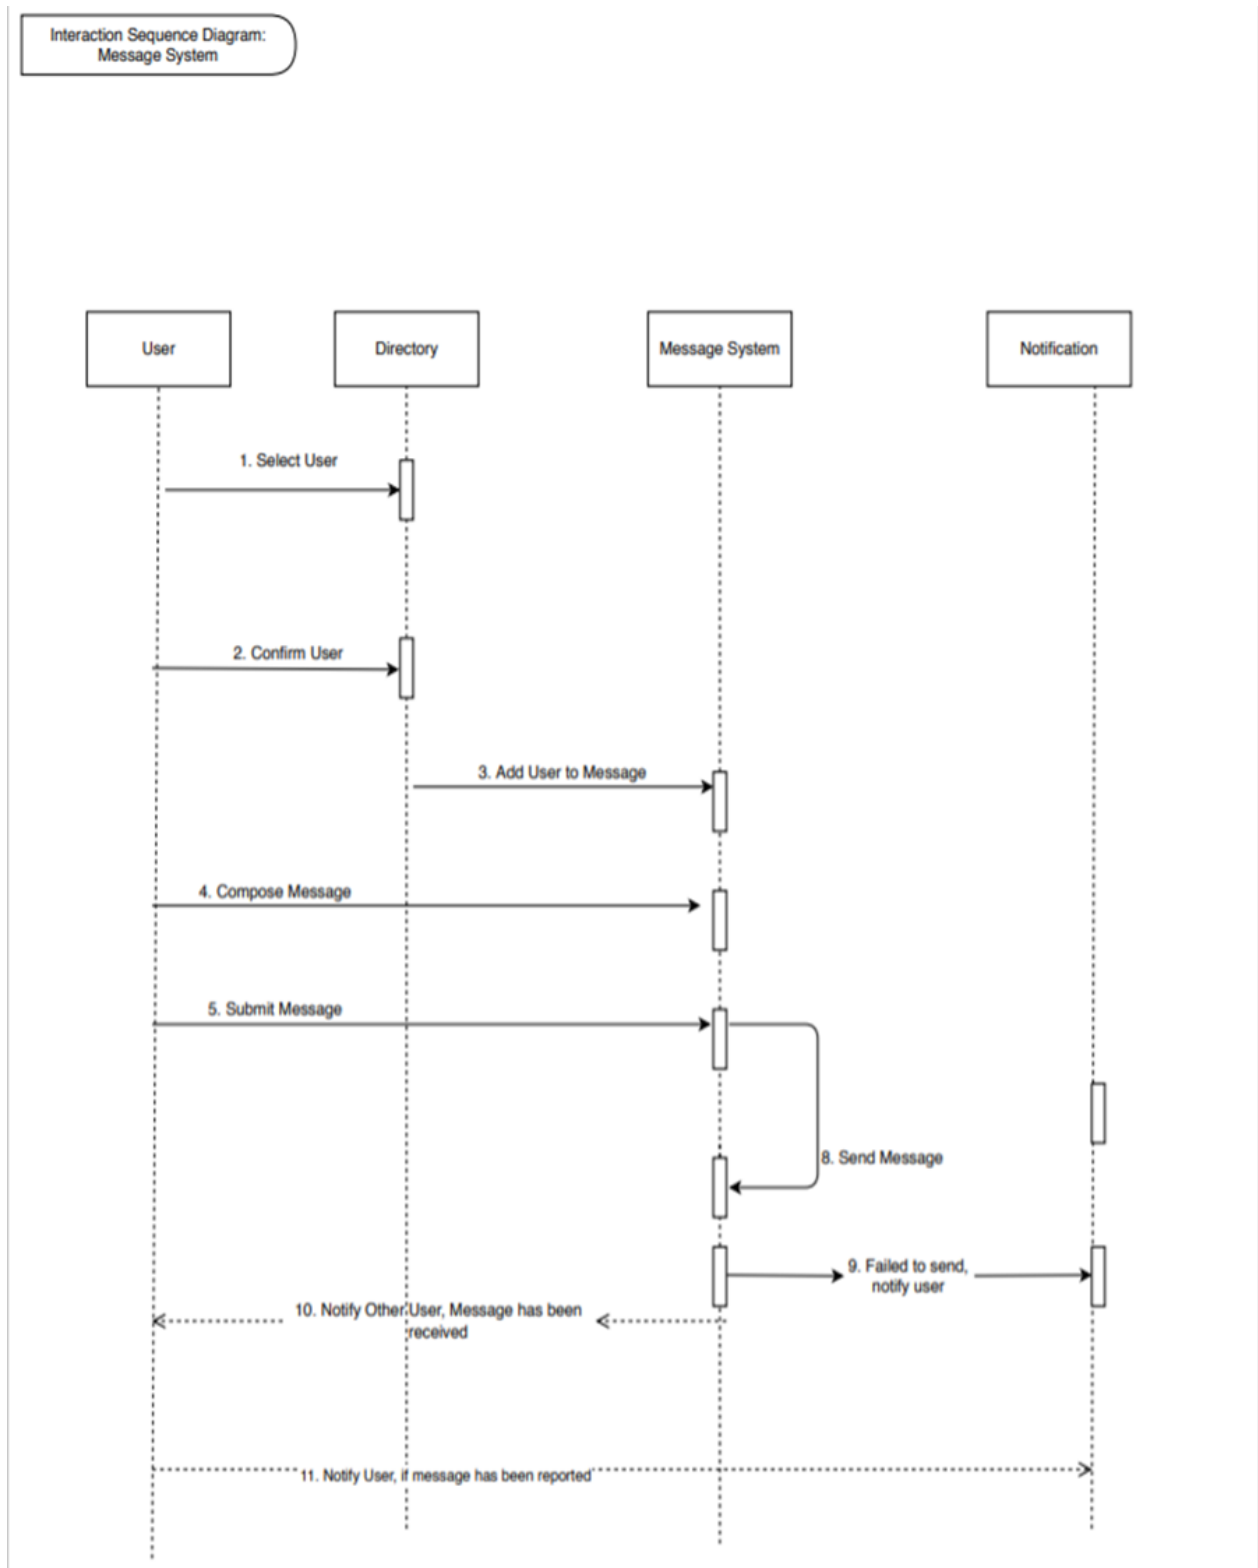 Interaction Sequence Diagram:
Message System
User
Directory
Message System
Notification
1. Select User
2. Confirm User
3. Add User to Message
4. Compose Message
5. Submit Message
8. Send Message
9. Failed to send,
notify user
10. Notify Other User, Message has been
received
11. Notify User, if message has been reported